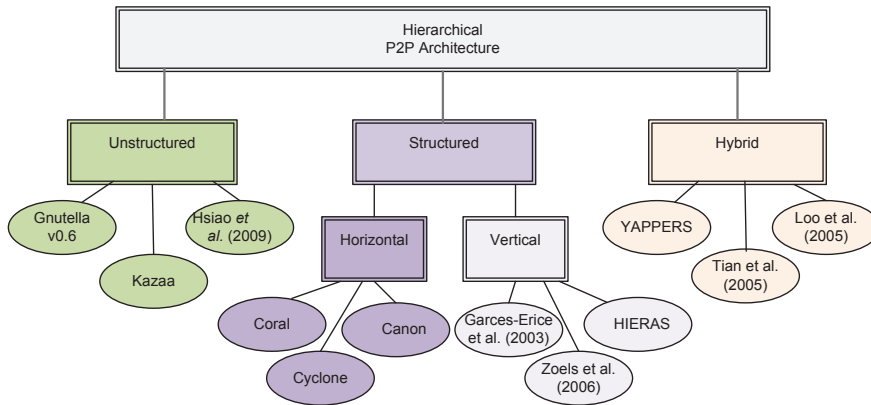 Hierarchical
P2P Architecture
Unstructured
Structured
Hybrid
Gnutella
v0.6
Kazaa
Hsiao et
al. (2009)
Horizontal
Vertical
YAPPERS
Tian et al.
(2005)
Loo et al.
(2005)
Coral
Cyclone
Canon
Garces-Erice
et al. (2003)
Zoels et al.
(2006)
HIERAS